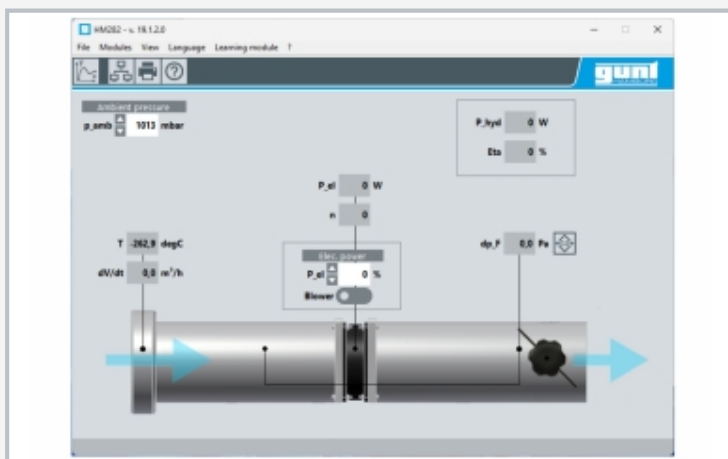 HM282 - v. 19.1.2.0
File Modules View Language Learning module ?
gunt
Ambient pressure
p_amb 1013 mbar
P_hyd 0 W
Eta 0 %
P_el 0 W
n 0
T -262,9 degC
dp_F 0,0 Pa
dV/dt 0,0 m³/h
Elec. power
P_el 0 %
Blower